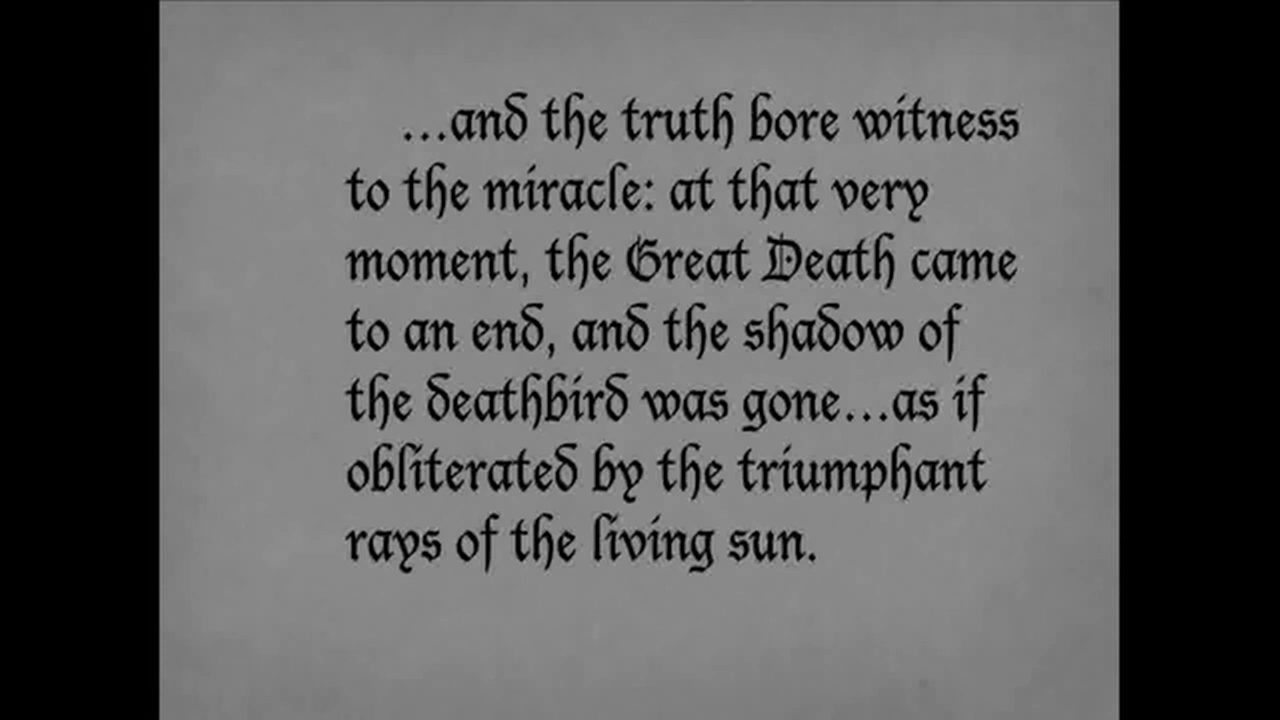 ...and the truth bore witness
to the miracle: at that very
moment, the Great Death came
to an end, and the shadow of
the deathbird was gone...as if
obliterated by the triumphant
rays of the living sun.